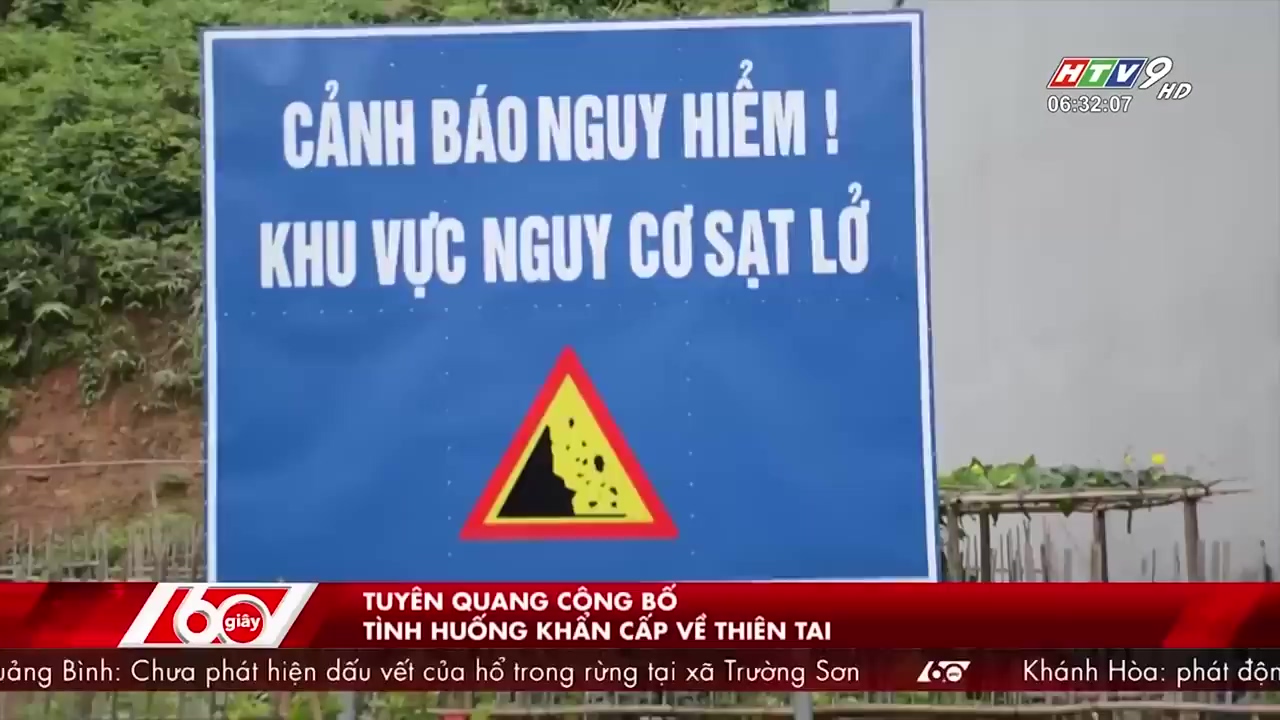 HTV9 HD
06:32:07
CẢNH BÁO NGUY HIỂM !
KHU VỰC NGUY CƠ SẠT LỞ
60 giây
TUYÊN QUANG CÔNG BỐ
TÌNH HUỐNG KHẨN CẤP VỀ THIÊN TAI
uảng Bình: Chưa phát hiện dấu vết của hổ trong rừng tại xã Trường Sơn 60 Khánh Hòa: phát độn